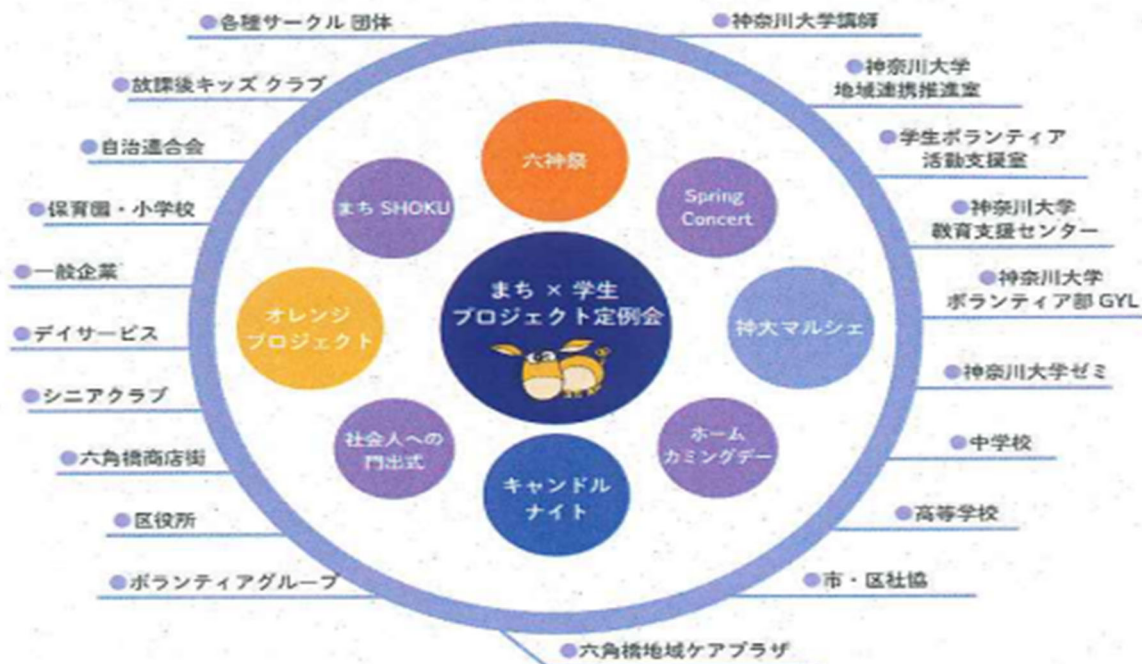 各種サークル 団体
放課後キッズ クラブ
自治連合会
保育園・小学校
一般企業
デイサービス
シニアクラブ
六角橋商店街
区役所
ボランティアグループ
六神祭
まち SHOKU
Spring
Concert
オレンジ
プロジェクト
まち × 学生
プロジェクト定例会
神大マルシェ
社会人への
門出式
ホーム
カミングデー
キャンドル
ナイト
神奈川大学講師
神奈川大学
地域連携推進室
学生ボランティア
活動支援室
神奈川大学
教育支援センター
神奈川大学
ボランティア部 GYL
神奈川大学ゼミ
中学校
高等学校
市・区社協
六角橋地域ケアプラザ